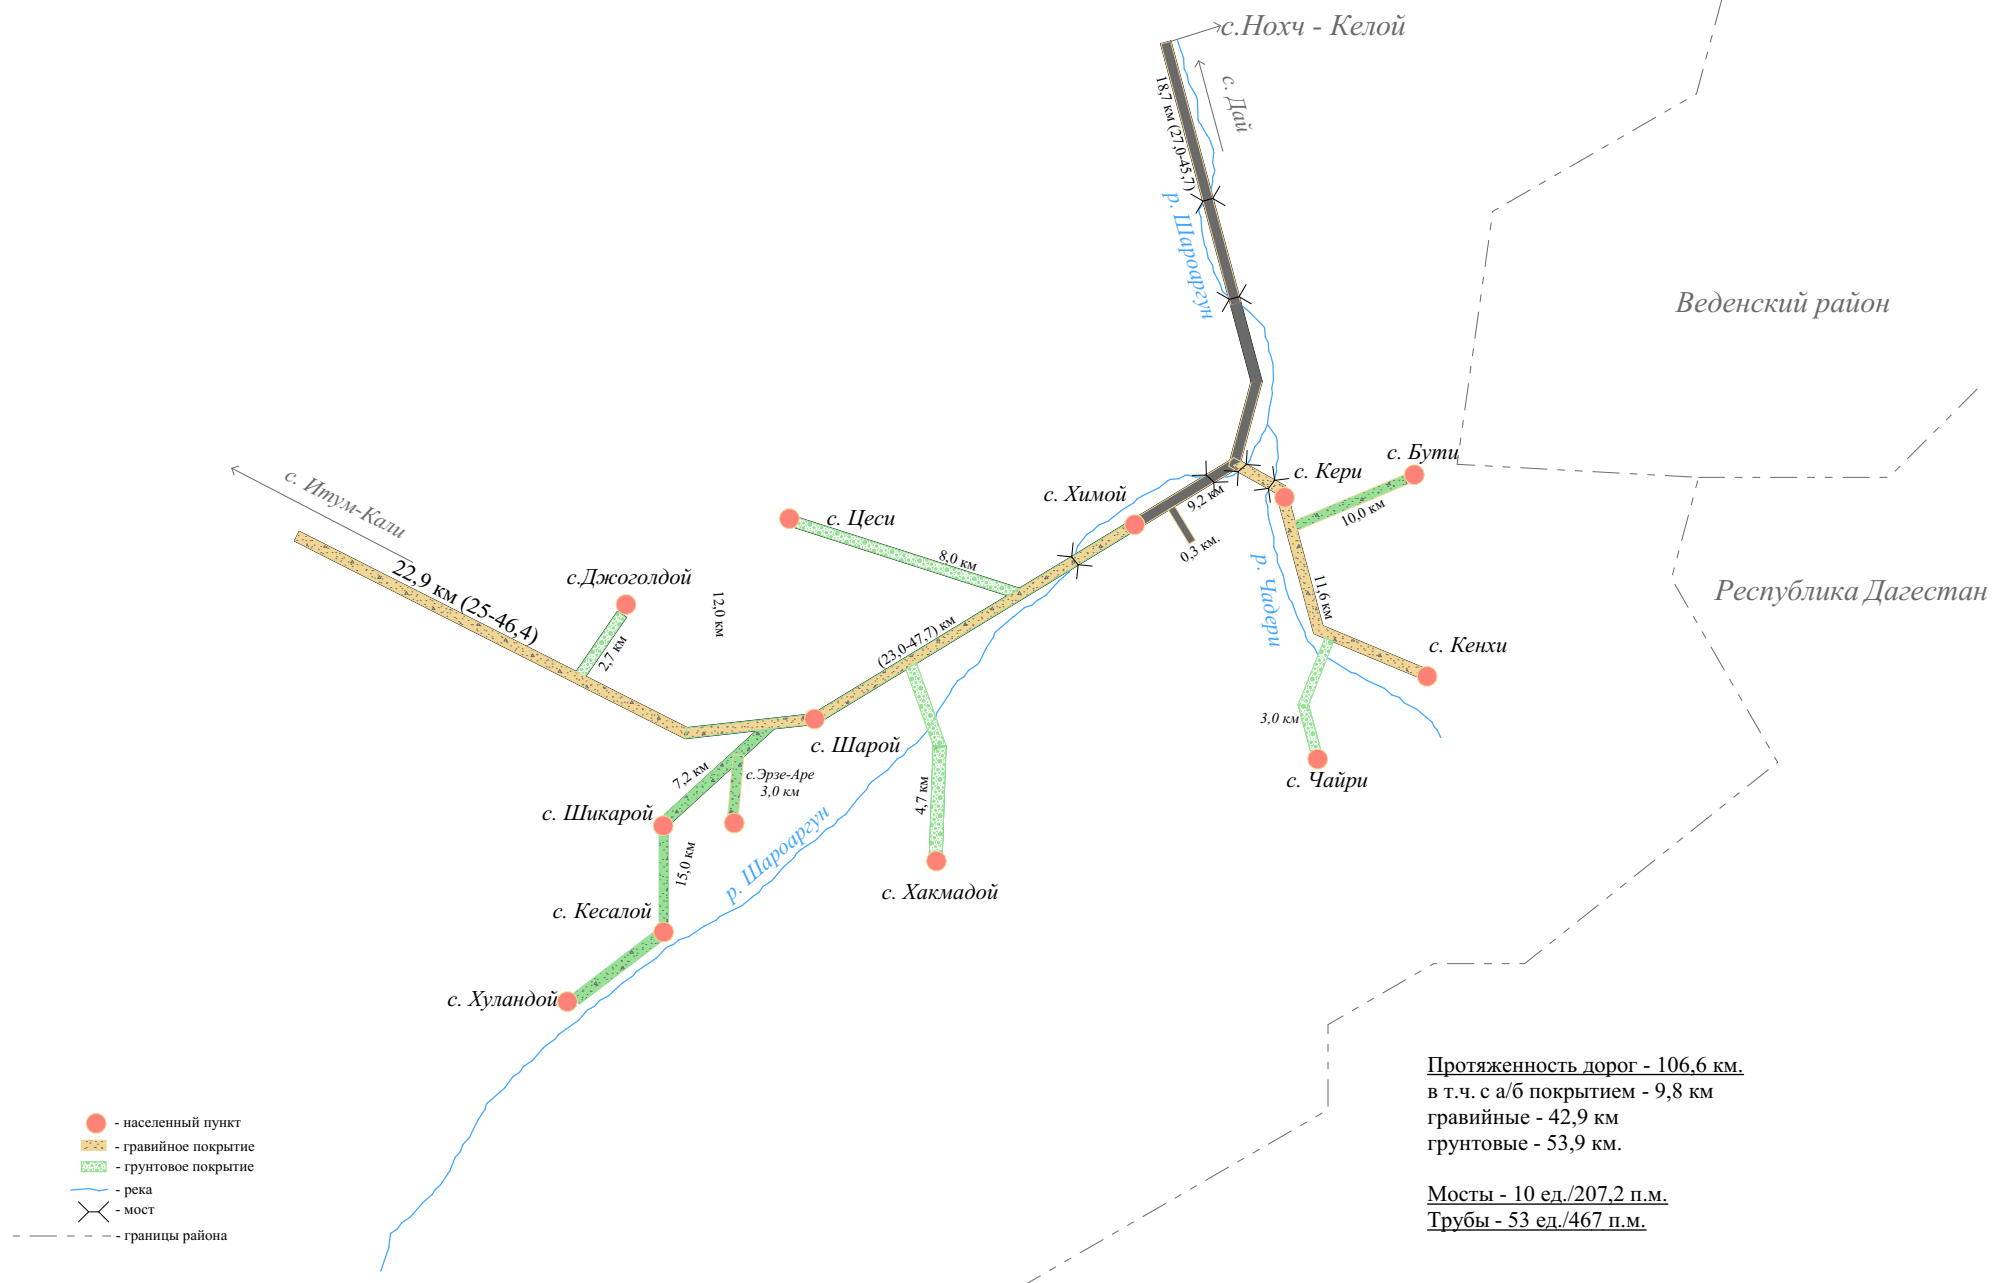 с.Нохч - Келой
с. Дай
18,7 км (27,0-45,7)
р. Шароаргун
Веденский район
с. Бути
с. Кери
с. Химой
9,2 км
10,0 км
0,3 км.
с. Итум-Кали
с. Цеси
8,0 км
22,9 км (25-46,4)
с.Джоголдой
2,7 км
12,0 км
(23,0-47,7) км
р. Чадери
11,6 км
Республика Дагестан
с. Кенхи
3,0 км
с. Чайри
с. Шарой
7,2 км
с.Эрзе-Аре
3,0 км
4,7 км
с. Шикарой
15,0 км
р. Шароаргун
с. Хакмадой
с. Кесалой
с. Хуландой
Протяженность дорог - 106,6 км.
в т.ч. с а/б покрытием - 9,8 км
гравийные - 42,9 км
грунтовые - 53,9 км.
Мосты - 10 ед./207,2 п.м.
Трубы - 53 ед./467 п.м.
- населенный пункт
- гравийное покрытие
- грунтовое покрытие
- река
- мост
- границы района